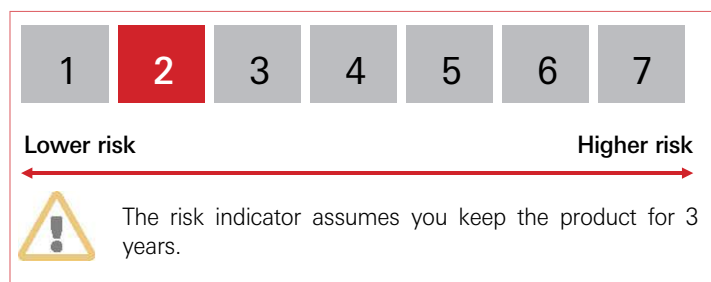 1 2 3 4 5 6 7
Lower risk Higher risk
The risk indicator assumes you keep the product for 3
years.